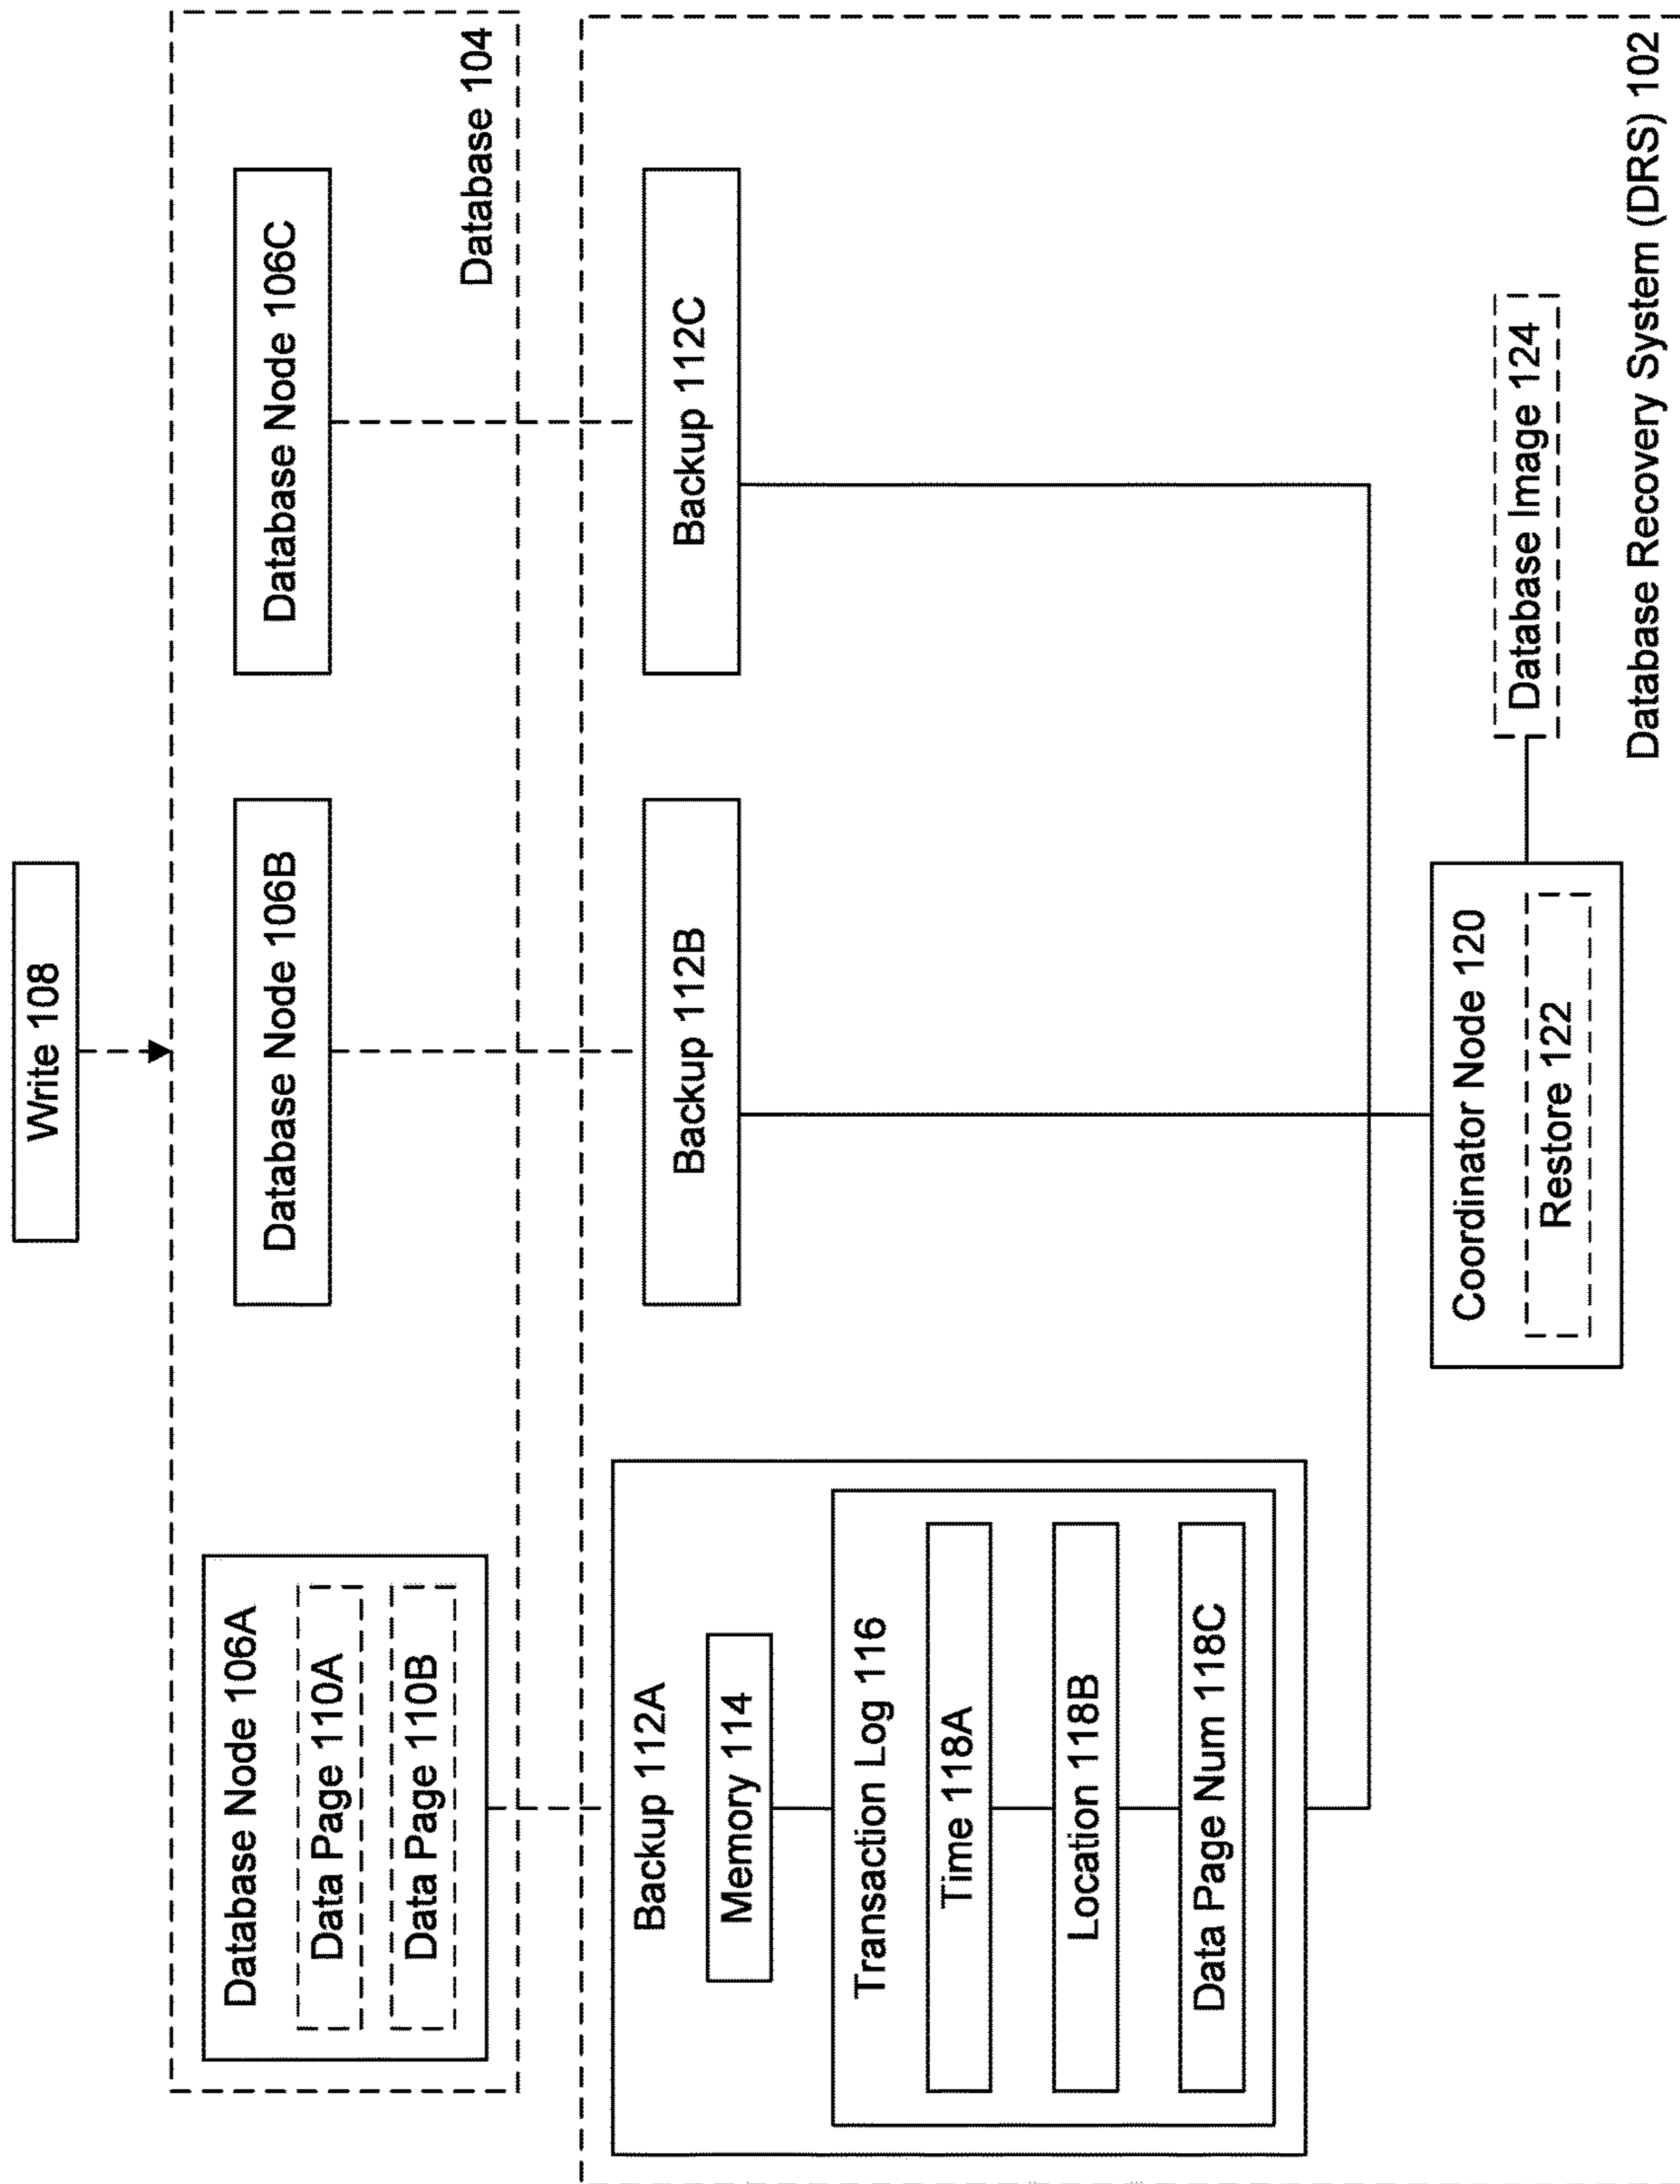 Write 108
Database Node 106A
Data Page 110A
Data Page 110B
Database Node 106B
Database Node 106C
Database 104
Backup 112A
Memory 114
Transaction Log 116
Time 118A
Location 118B
Data Page Num 118C
Backup 112B
Backup 112C
Coordinator Node 120
Restore 122
Database Image 124
Database Recovery System (DRS) 102